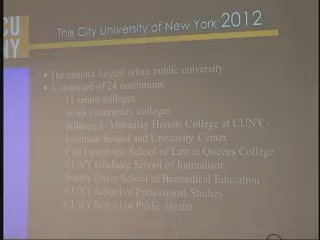 CU
NY
The City University of New York 2012
• The nation's largest urban public university
• Comprised of 24 institutions:
11 senior colleges
seven community colleges
William E. Macaulay Honors College at CUNY
Graduate School and University Center
City University School of Law at Queens College
CUNY Graduate School of Journalism
Sophie Davis School of Biomedical Education
CUNY School of Professional Studies
CUNY School of Public Health